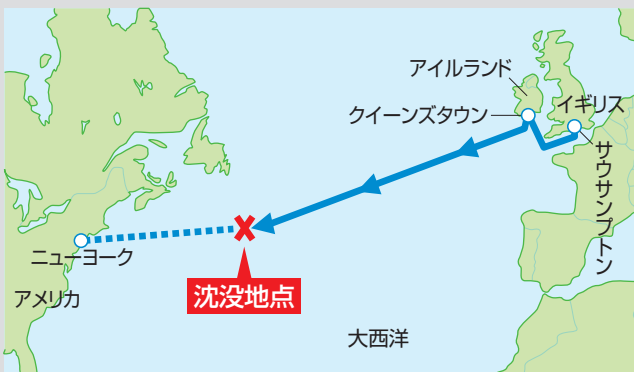 アイルランド
クイーンズタウン
イギリス
サウサンプトン
ニューヨーク
アメリカ
沈没地点
大西洋